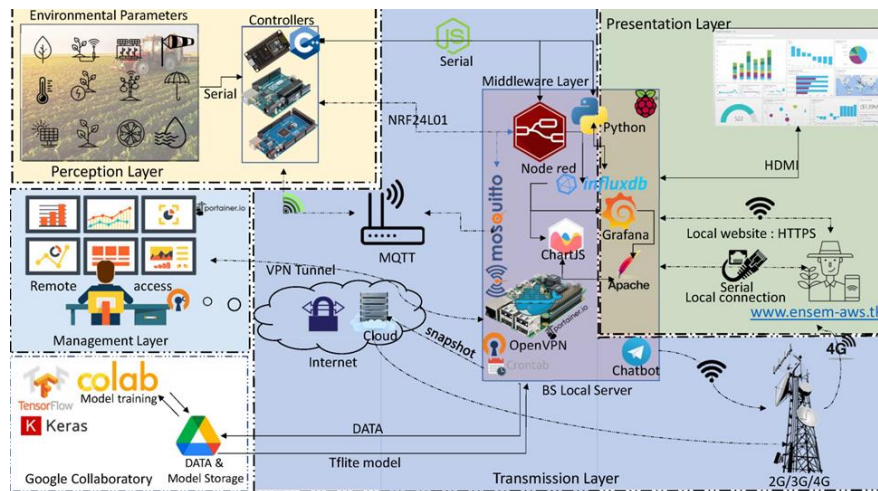 Environmental Parameters
Controllers
Serial
Perception Layer
JS
Serial
NRF24L01
MQTT
VPN Tunnel
Presentation Layer
HDMI
Local website : HTTPS
Serial
Local connection
www.ensem-aws.tk
4G
Middleware Layer
Python
Node red
influxdb
mosquitto
Grafana
ChartJS
Apache
portainer.io
OpenVPN
Crontab
Chatbot
BS Local Server
portainer.io
Remote access
Management Layer
Cloud
Internet
snapshot
TensorFlow
colab
Model training
K Keras
DATA &
Model Storage
Google Collaboratory
DATA
Tflite model
Transmission Layer
2G/3G/4G